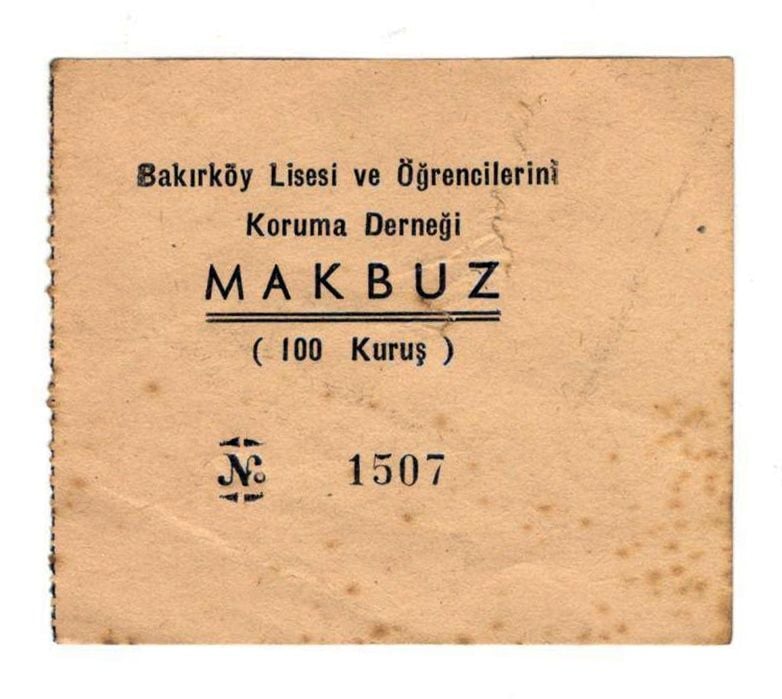 Bakırköy Lisesi ve Öğrencilerini
Koruma Derneği
MAKBUZ
( 100 Kuruş )
No. 1507